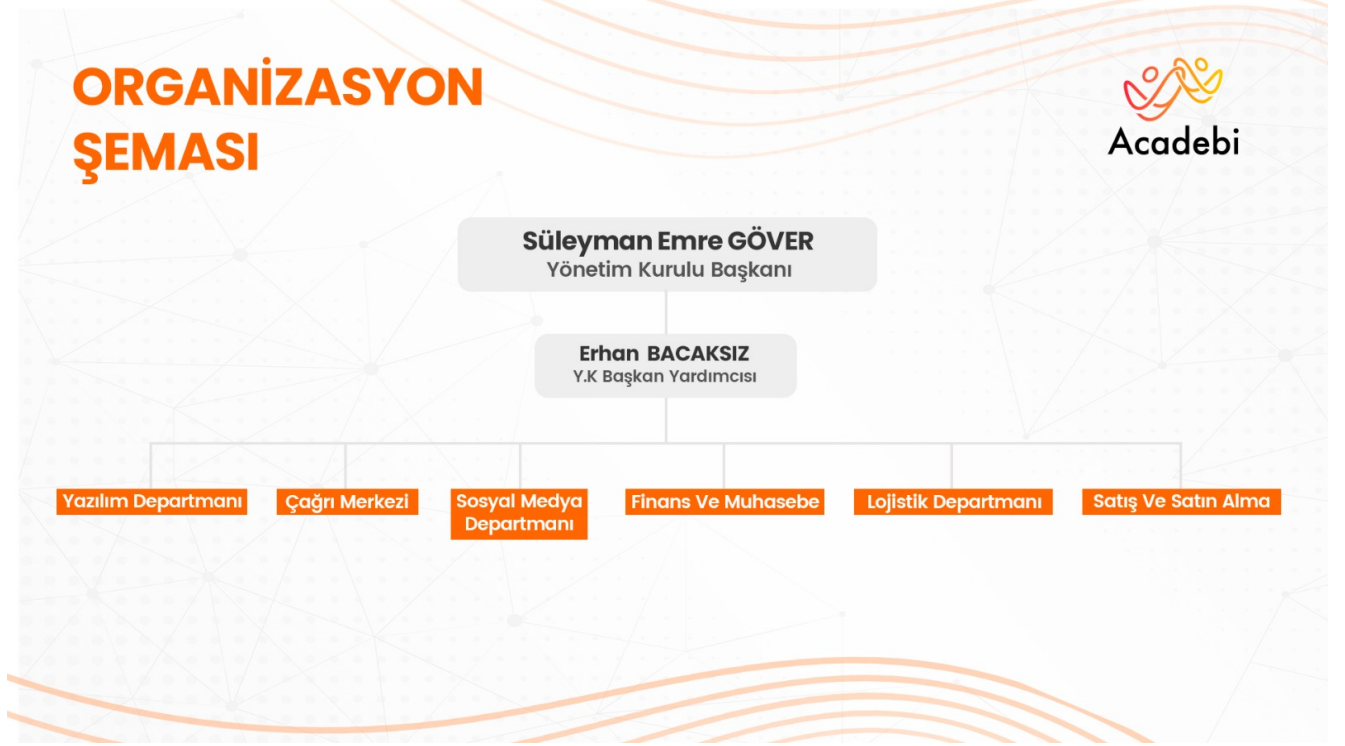 ORGANİZASYON
ŞEMASI
Acadebi
Süleyman Emre GÖVER
Yönetim Kurulu Başkanı
Erhan BACAKSIZ
Y.K Başkan Yardımcısı
Yazılım Departmanı
Çağrı Merkezi
Sosyal Medya
Departmanı
Finans Ve Muhasebe
Lojistik Departmanı
Satış Ve Satın Alma